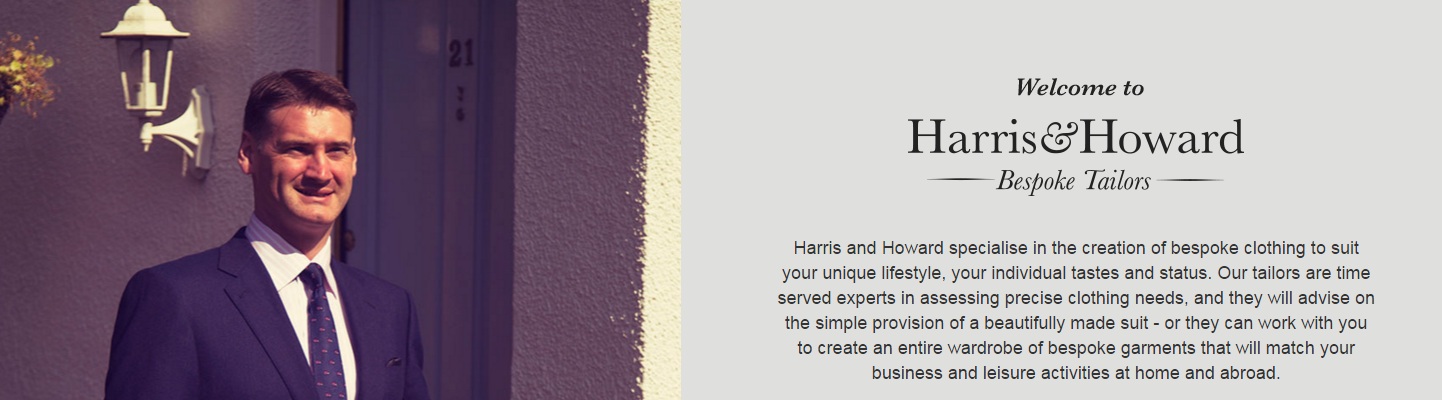 21
Welcome to
Harris&Howard
Bespoke Tailors
Harris and Howard specialise in the creation of bespoke clothing to suit
your unique lifestyle, your individual tastes and status. Our tailors are time
served experts in assessing precise clothing needs, and they will advise on
the simple provision of a beautifully made suit - or they can work with you
to create an entire wardrobe of bespoke garments that will match your
business and leisure activities at home and abroad.